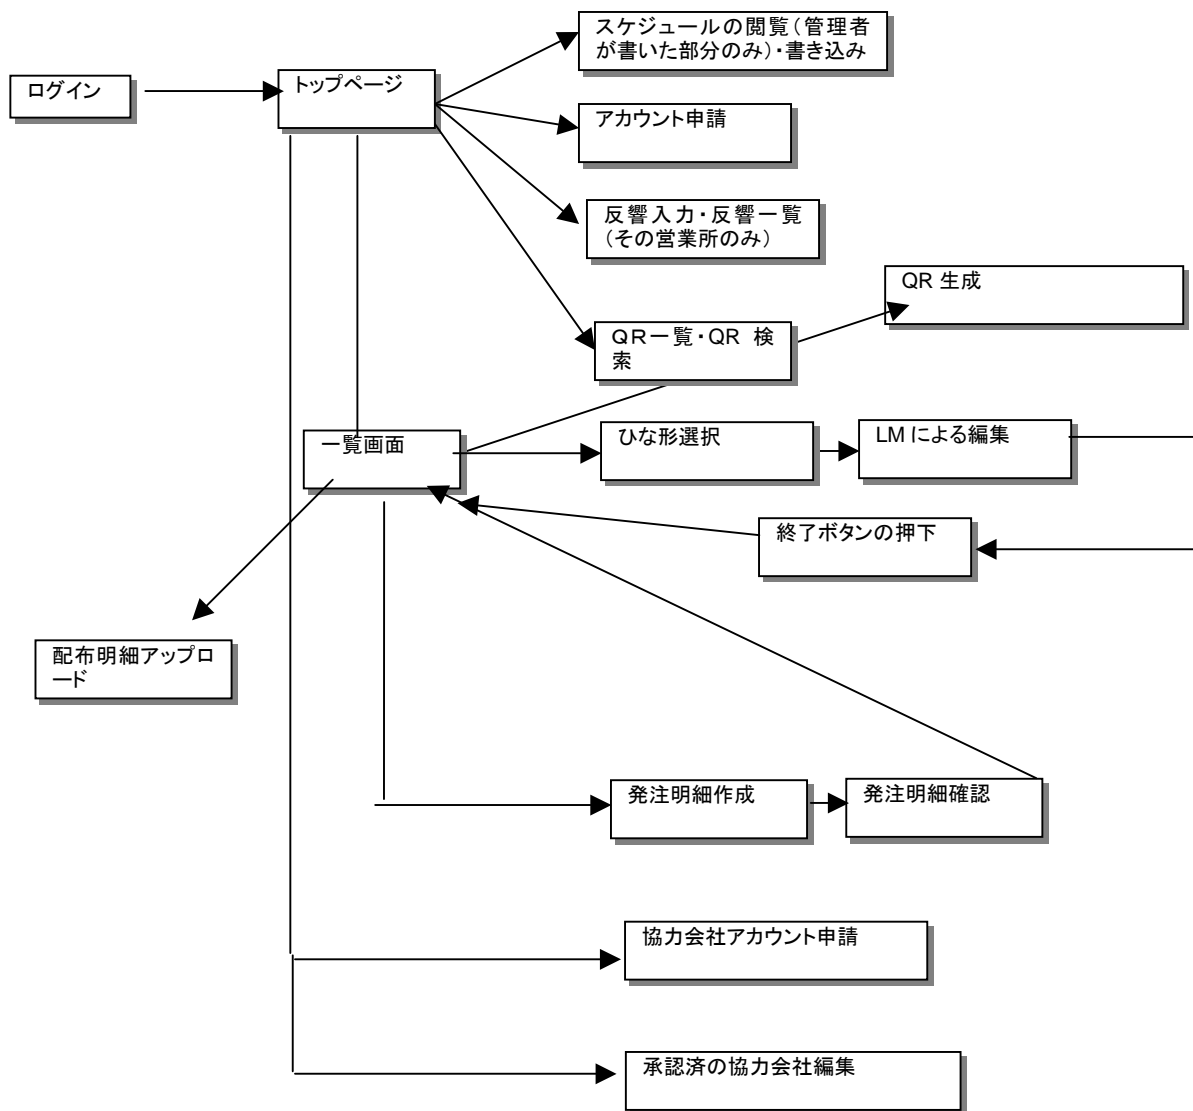 スケジュールの閲覧(管理者
が書いた部分のみ)・書き込み
ログイン
トップページ
アカウント申請
反響入力・反響一覧
(その営業所のみ)
QR 生成
QR一覧・QR 検
索
一覧画面
ひな形選択
LM による編集
終了ボタンの押下
配布明細アップロ
ード
発注明細作成
発注明細確認
協力会社アカウント申請
承認済の協力会社編集